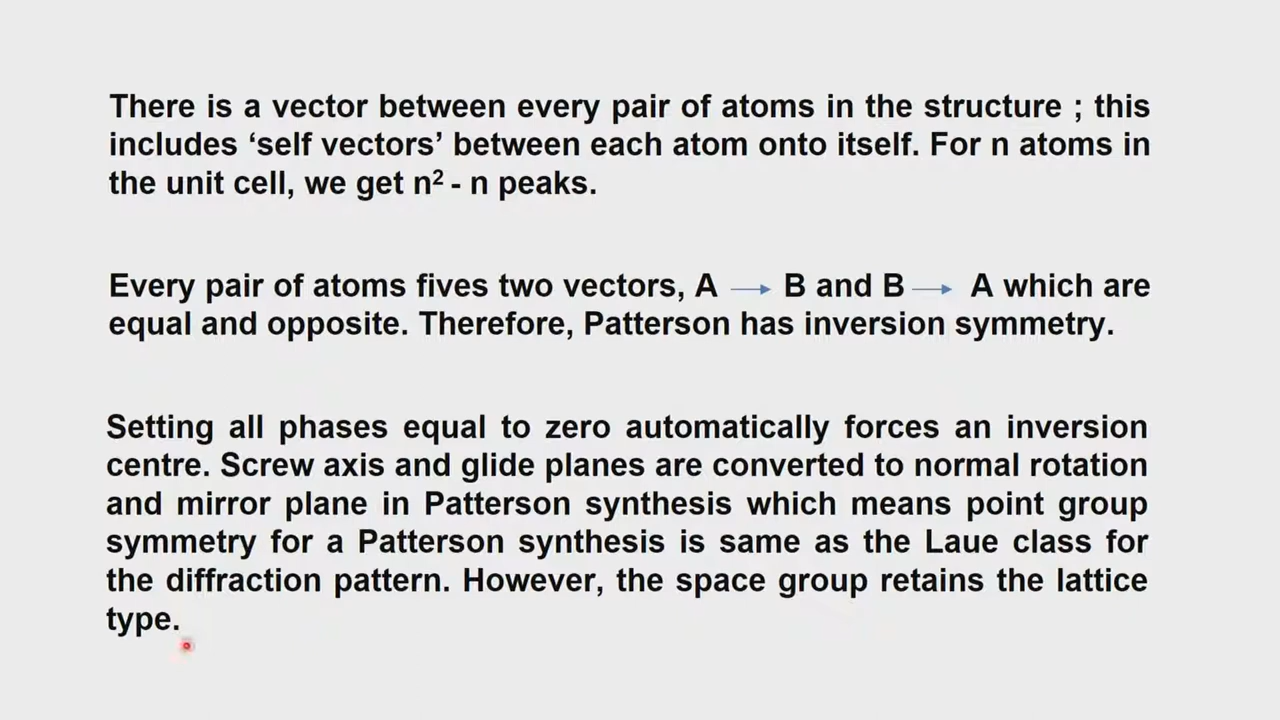 There is a vector between every pair of atoms in the structure ; this
includes ‘self vectors’ between each atom onto itself. For n atoms in
the unit cell, we get n² - n peaks.
Every pair of atoms fives two vectors, A → B and B → A which are
equal and opposite. Therefore, Patterson has inversion symmetry.
Setting all phases equal to zero automatically forces an inversion
centre. Screw axis and glide planes are converted to normal rotation
and mirror plane in Patterson synthesis which means point group
symmetry for a Patterson synthesis is same as the Laue class for
the diffraction pattern. However, the space group retains the lattice
type.